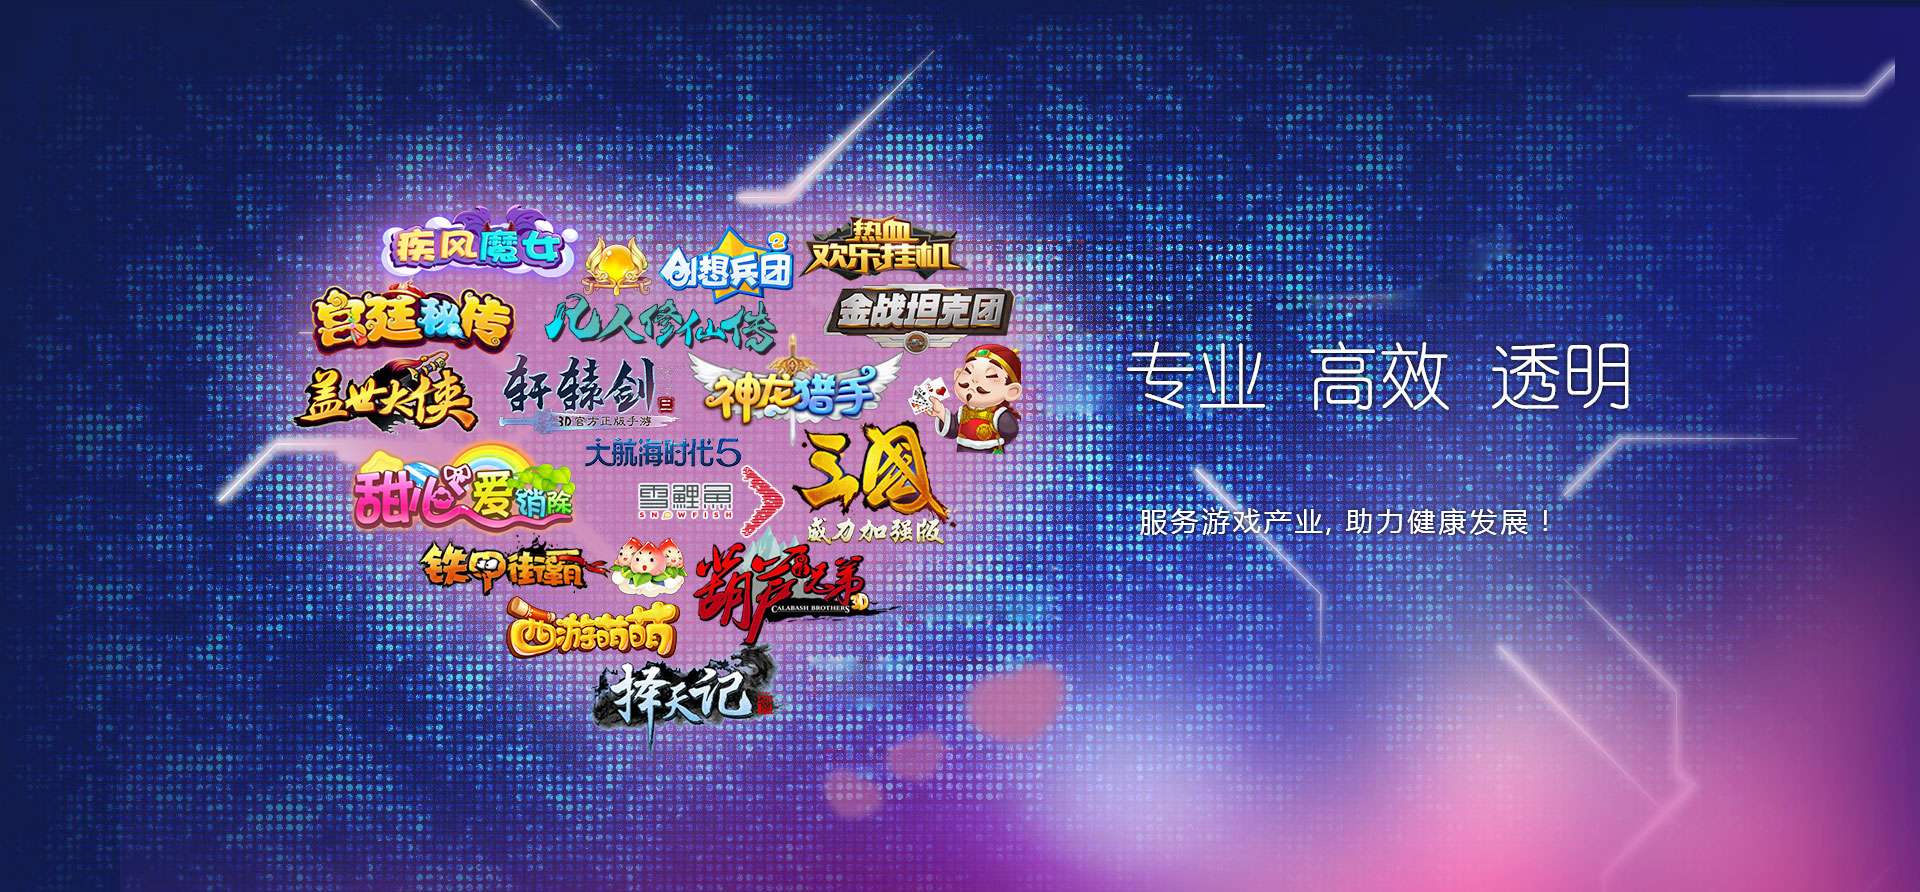 疾风魔女
创想兵团2
热血
欢乐挂机
宫廷秘传
凡人修仙传
金战坦克团
盖世大侠
轩辕剑
3D官方正版手游
神龙猎手
大航海时代5
甜心爱消除
雪鲤鱼
SNOWFISH
三国
威力加强版
铁甲街霸
葫芦兄弟
CALABASH BROTHERS 3D
西游萌萌
择天记
专业 高效 透明
服务游戏产业, 助力健康发展!